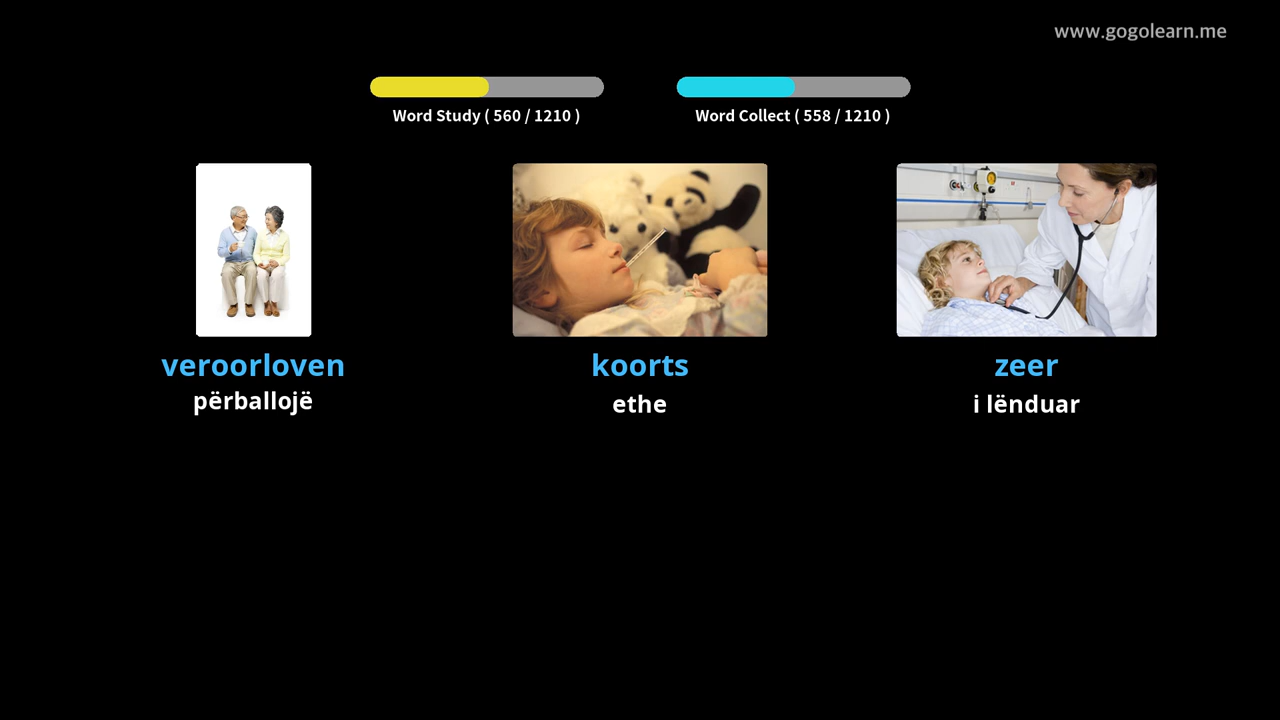 www.gogolearn.me
Word Study ( 560 / 1210 )
Word Collect ( 558 / 1210 )
veroorloven
përballojë
koorts
ethe
zeer
i lënduar